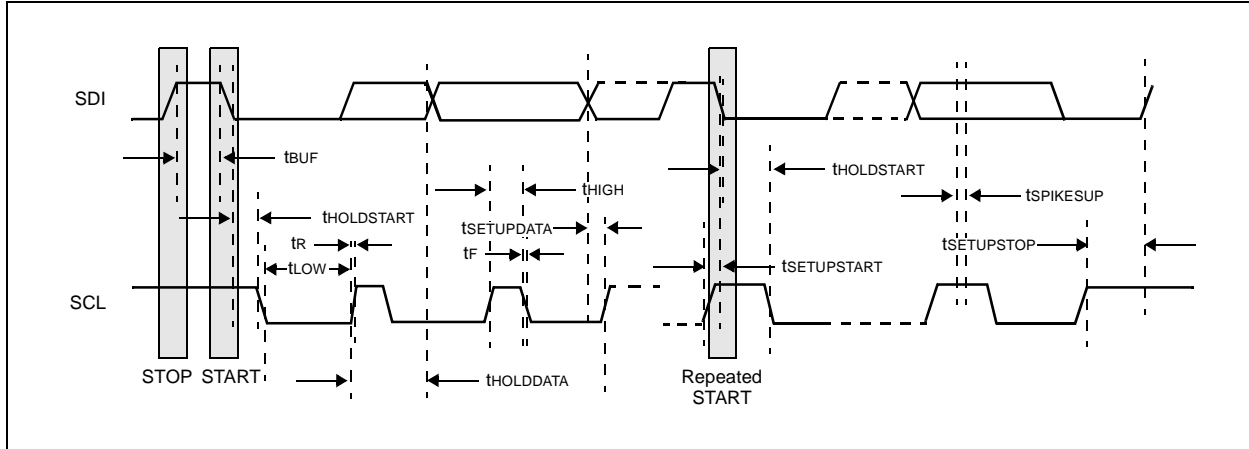 SDI
tBUF
tHOLDSTART
tR
tLOW
tHIGH
tSETUPDATA
tF
tHOLDSTART
tSPIKESUP
tSETUPSTOP
tSETUPSTART
SCL
STOP
START
tHOLDDATA
Repeated
START